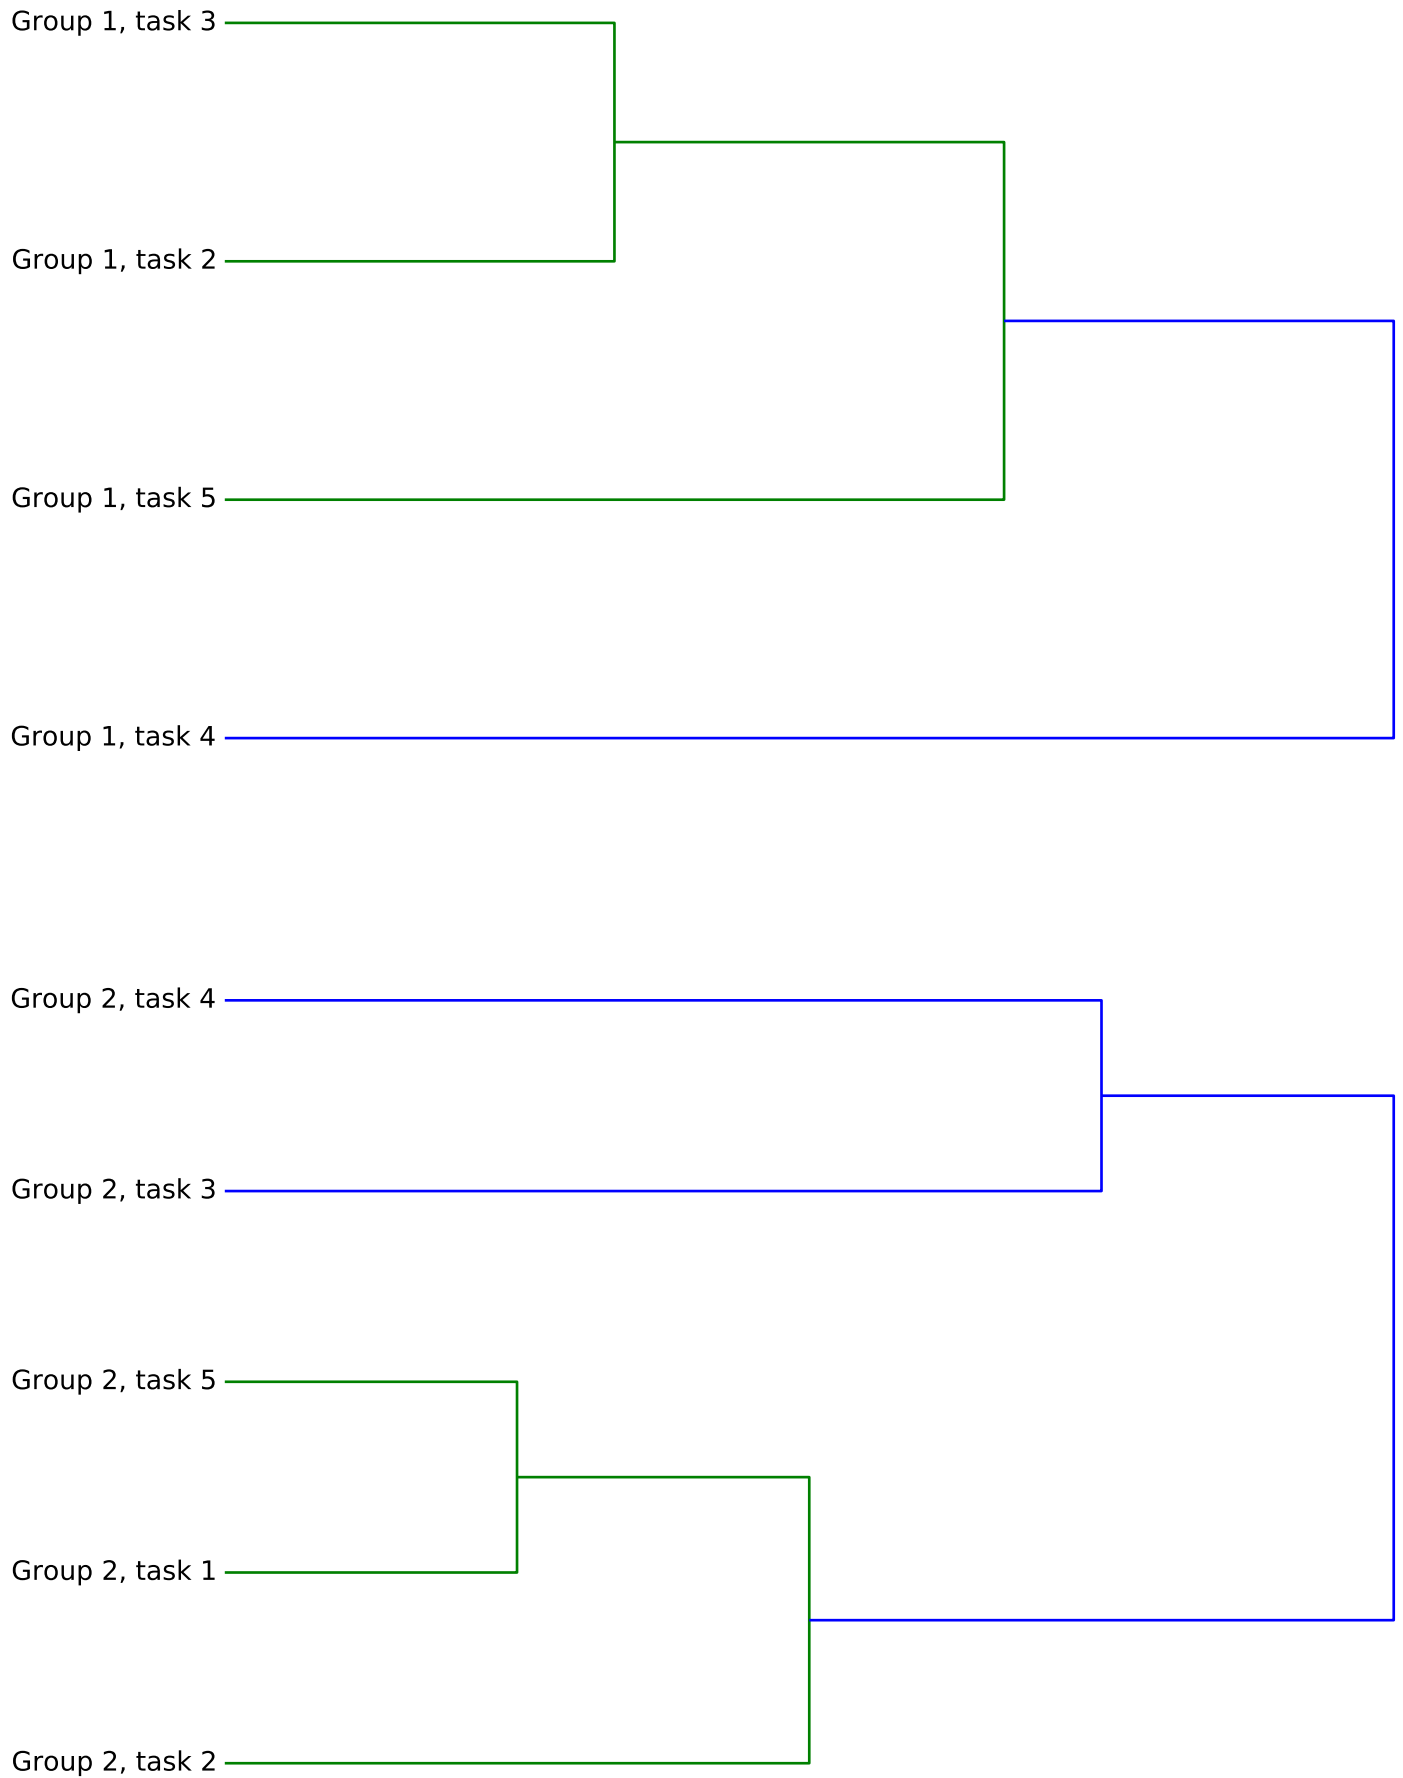 Group 1, task 3
Group 1, task 2
Group 1, task 5
Group 1, task 4
Group 2, task 4
Group 2, task 3
Group 2, task 5
Group 2, task 1
Group 2, task 2